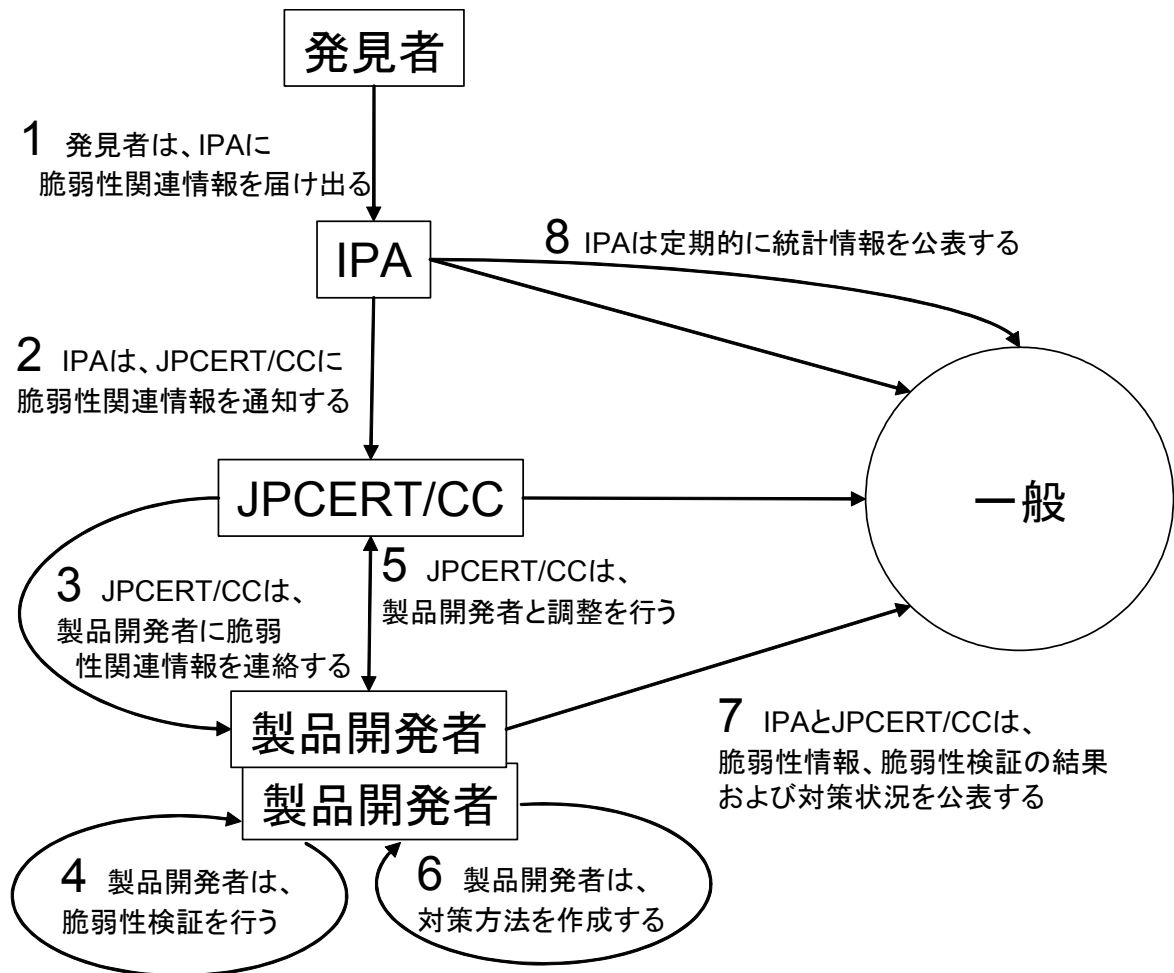 発見者
1 発見者は、IPAに
脆弱性関連情報を届け出る
IPA
8 IPAは定期的に統計情報を公表する
2 IPAは、JPCERT/CCに
脆弱性関連情報を通知する
JPCERT/CC
一般
3 JPCERT/CCは、
製品開発者に脆弱
性関連情報を連絡する
5 JPCERT/CCは、
製品開発者と調整を行う
製品開発者
製品開発者
7 IPAとJPCERT/CCは、
脆弱性情報、脆弱性検証の結果
および対策状況を公表する
4 製品開発者は、
脆弱性検証を行う
6 製品開発者は、
対策方法を作成する